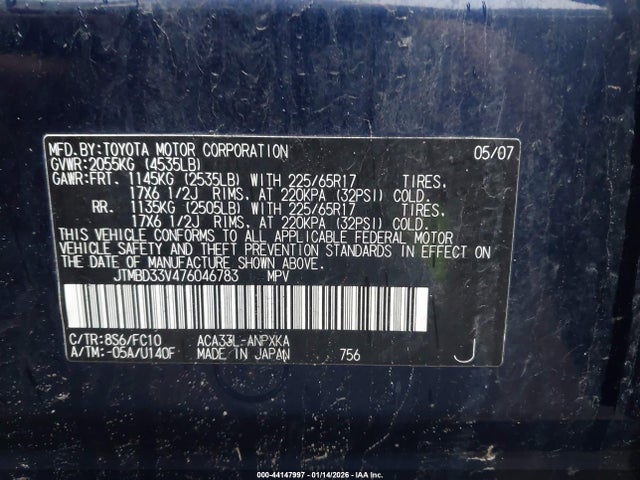 MFD.BY:TOYOTA MOTOR CORPORATION 05/07
GVWR:2055KG (4535LB)
GAWR:FRT. 1145KG (2535LB) WITH 225/65R17 TIRES.
17X6 1/2J RIMS. AT 220KPA (32PSI) COLD.
RR. 1135KG (2505LB) WITH 225/65R17 TIRES.
17X6 1/2J RIMS. AT 220KPA (32PSI) COLD.
THIS VEHICLE CONFORMS TO ALL APPLICABLE FEDERAL MOTOR
VEHICLE SAFETY AND THEFT PREVENTION STANDARDS IN EFFECT ON
THE DATE OF MANUFACTURE SHOWN ABOVE.
JTMBD33V476046783 MPV
C/TR:8S6/FC10 ACA33L-ANPXKA
A/TM:-05A/U140F MADE IN JAPAN 756 J
000-44147997 - 01/14/2026 - IAA Inc.